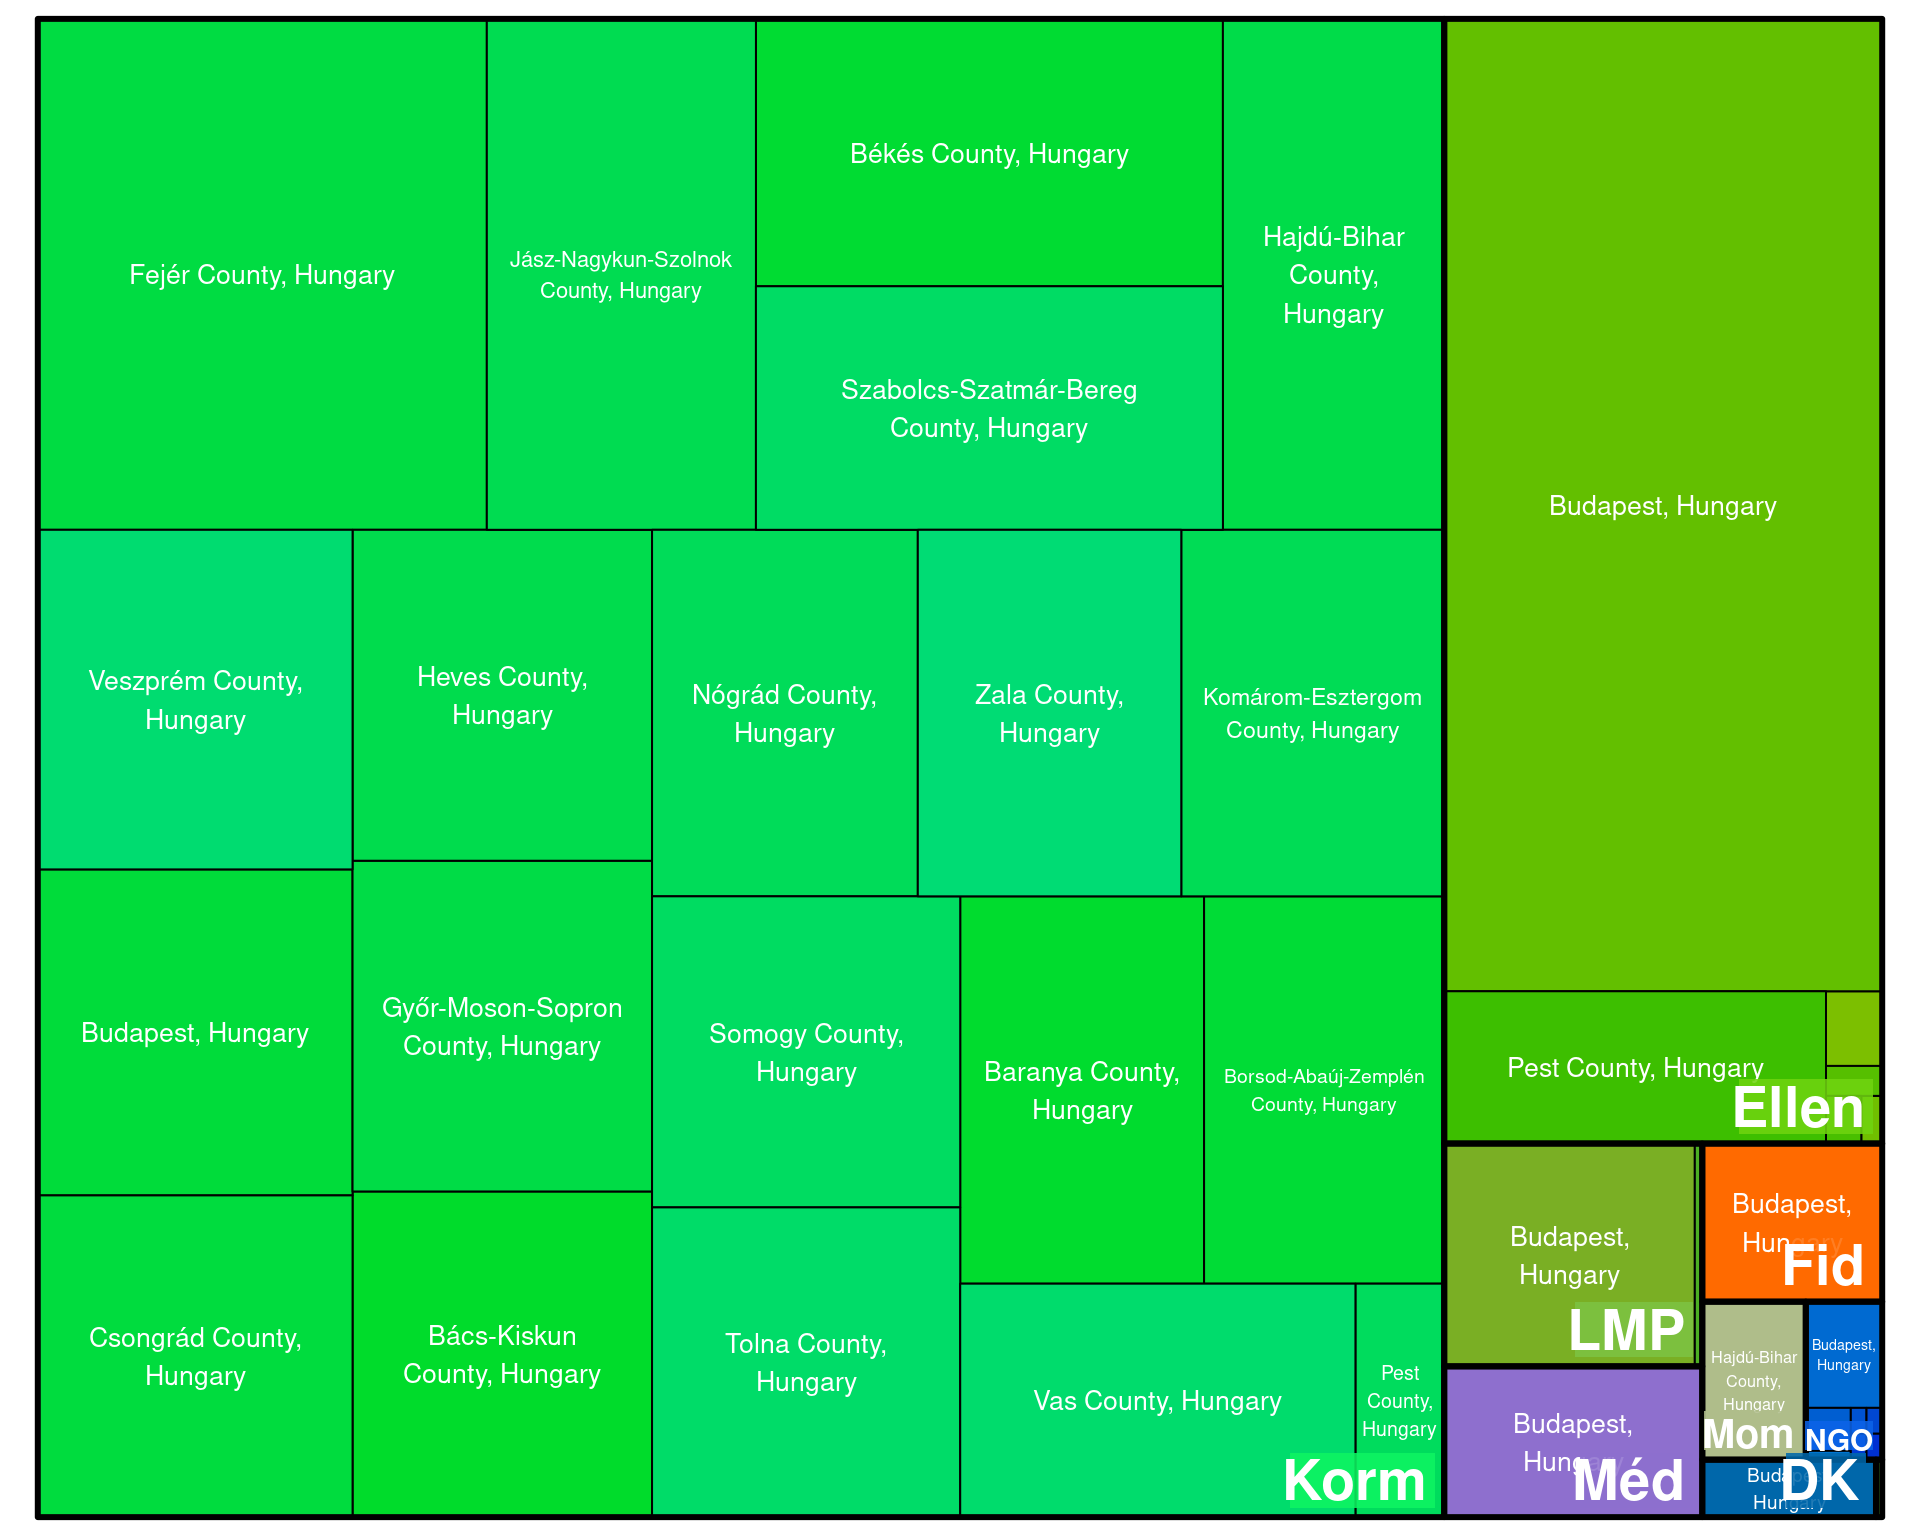 Fejér County, Hungary
Jász-Nagykun-Szolnok
County, Hungary
Békés County, Hungary
Szabolcs-Szatmár-Bereg
County, Hungary
Hajdú-Bihar
County,
Hungary
Veszprém County,
Hungary
Heves County,
Hungary
Nógrád County,
Hungary
Zala County,
Hungary
Komárom-Esztergom
County, Hungary
Budapest, Hungary
Győr-Moson-Sopron
County, Hungary
Somogy County,
Hungary
Baranya County,
Hungary
Borsod-Abaúj-Zemplén
County, Hungary
Csongrád County,
Hungary
Bács-Kiskun
County, Hungary
Tolna County,
Hungary
Vas County, Hungary
Pest
County,
Hungary
Korm
Budapest, Hungary
Pest County, Hungary
Ellen
Budapest,
Hungary
LMP
Budapest,
Hungary
Fid
Budapest,
Hungary
Méd
Hajdú-Bihar
County,
Hungary
Mom
Budapest,
Hungary
NGO
Budapest,
Hungary
DK